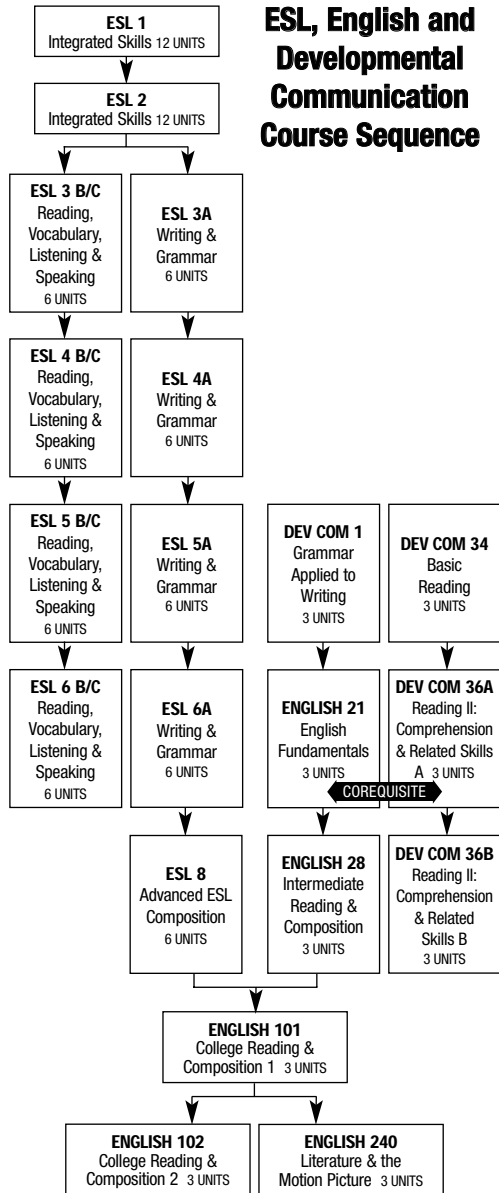 ESL, English and
Developmental
Communication
Course Sequence
ESL 1
Integrated Skills 12 UNITS
ESL 2
Integrated Skills 12 UNITS
ESL 3 B/C
Reading,
Vocabulary,
Listening &
Speaking
6 UNITS
ESL 3A
Writing &
Grammar
6 UNITS
ESL 4 B/C
Reading,
Vocabulary,
Listening &
Speaking
6 UNITS
ESL 4A
Writing &
Grammar
6 UNITS
ESL 5 B/C
Reading,
Vocabulary,
Listening &
Speaking
6 UNITS
ESL 5A
Writing &
Grammar
6 UNITS
DEV COM 1
Grammar
Applied to
Writing
3 UNITS
DEV COM 34
Basic
Reading
3 UNITS
ESL 6 B/C
Reading,
Vocabulary,
Listening &
Speaking
6 UNITS
ESL 6A
Writing &
Grammar
6 UNITS
ENGLISH 21
English
Fundamentals
3 UNITS
DEV COM 36A
Reading II:
Comprehension
& Related Skills
A 3 UNITS
COREQUISITE
ESL 8
Advanced ESL
Composition
6 UNITS
ENGLISH 28
Intermediate
Reading &
Composition
3 UNITS
DEV COM 36B
Reading II:
Comprehension
& Related
Skills B
3 UNITS
ENGLISH 101
College Reading &
Composition 1 3 UNITS
ENGLISH 102
College Reading &
Composition 2 3 UNITS
ENGLISH 240
Literature & the
Motion Picture 3 UNITS